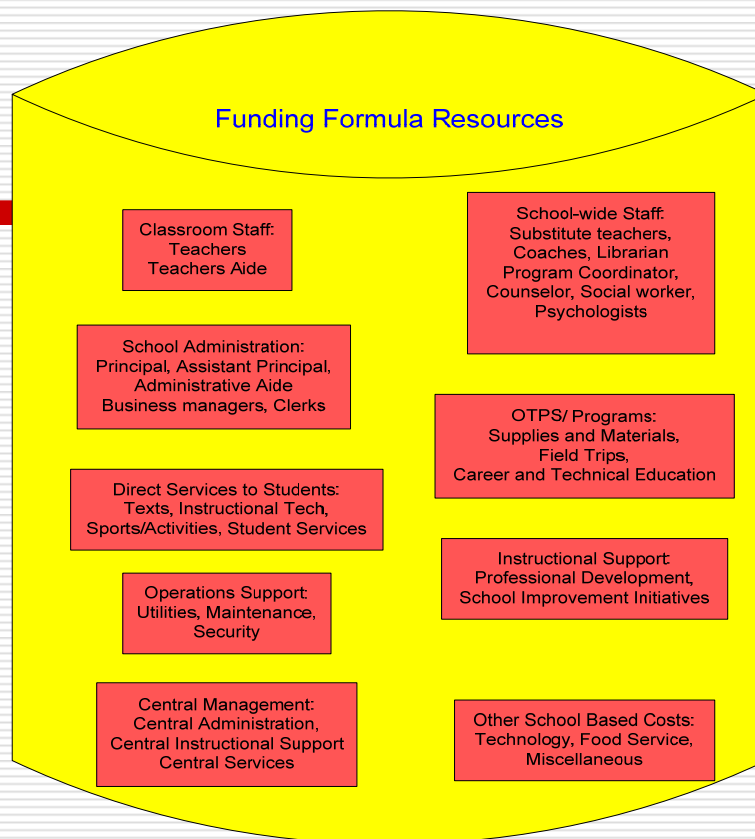 Funding Formula Resources
Classroom Staff:
Teachers
Teachers Aide
School Administration:
Principal, Assistant Principal,
Administrative Aide
Business managers, Clerks
Direct Services to Students:
Texts, Instructional Tech,
Sports/Activities, Student Services
Operations Support:
Utilities, Maintenance,
Security
Central Management:
Central Administration,
Central Instructional Support
Central Services
School-wide Staff:
Substitute teachers,
Coaches, Librarian
Program Coordinator,
Counselor, Social worker,
Psychologists
OTPS/ Programs:
Supplies and Materials,
Field Trips,
Career and Technical Education
Instructional Support:
Professional Development,
School Improvement Initiatives
Other School Based Costs:
Technology, Food Service,
Miscellaneous